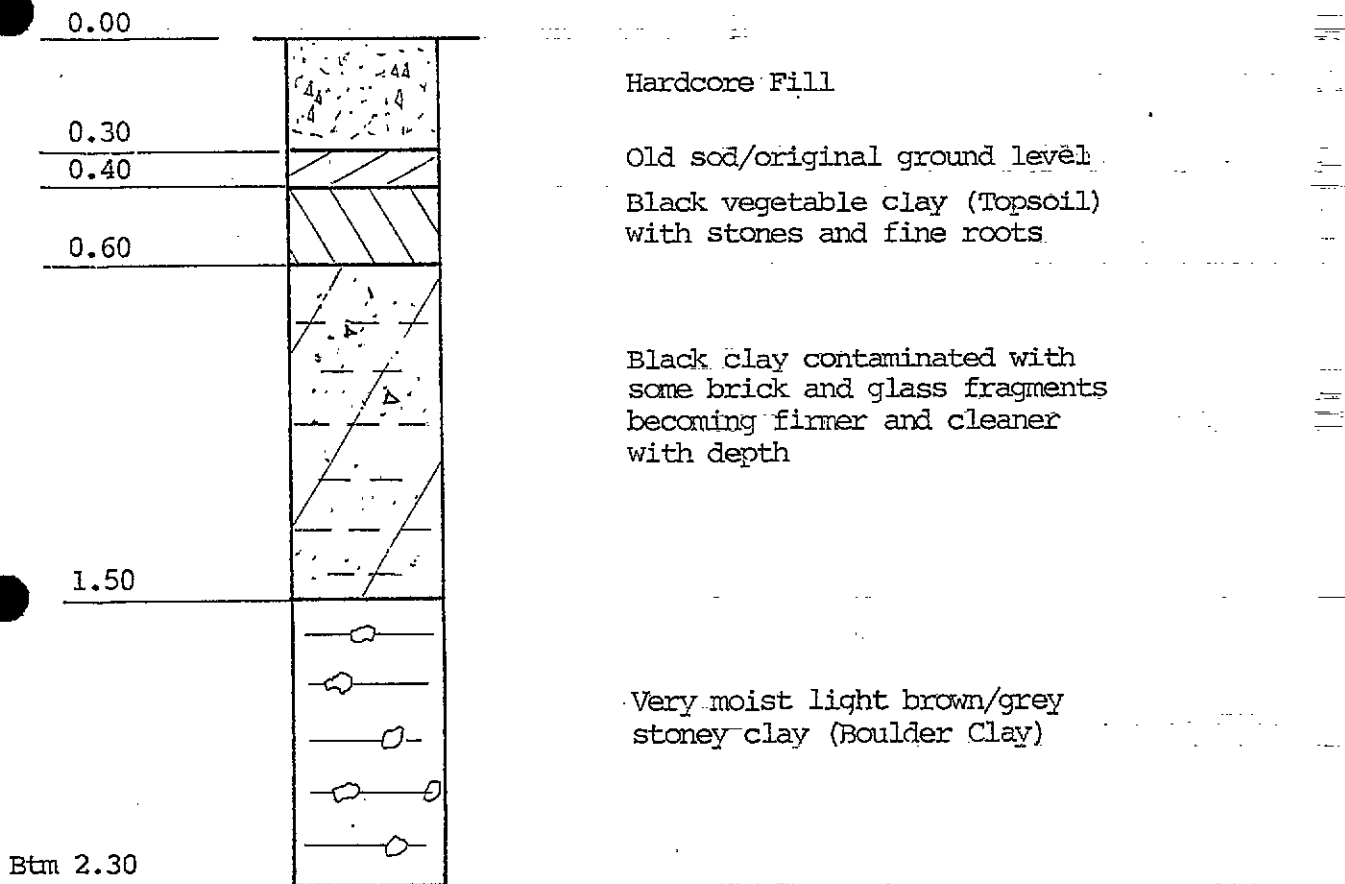 0.00
Hardcore Fill
0.30
Old sod/original ground level
0.40
Black vegetable clay (Topsoil)
with stones and fine roots
0.60
Black clay contaminated with
some brick and glass fragments
becoming firmer and cleaner
with depth
1.50
Very moist light brown/grey
stoney clay (Boulder Clay)
Btm 2.30